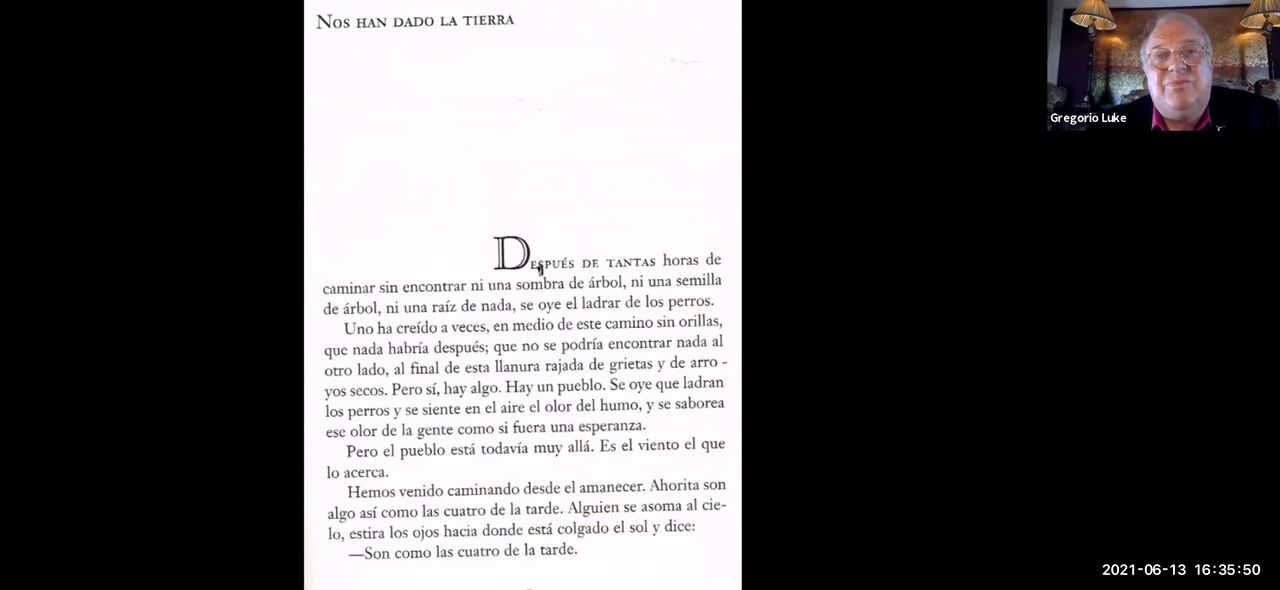 Nos han dado la tierra
Gregorio Luke
Después de tantas horas de
caminar sin encontrar ni una sombra de árbol, ni una semilla
de árbol, ni una raíz de nada, se oye el ladrar de los perros.
Uno ha creído a veces, en medio de este camino sin orillas,
que nada habría después; que no se podría encontrar nada al
otro lado, al final de esta llanura rajada de grietas y de arro -
yos secos. Pero sí, hay algo. Hay un pueblo. Se oye que ladran
los perros y se siente en el aire el olor del humo, y se saborea
ese olor de la gente como si fuera una esperanza.
Pero el pueblo está todavía muy allá. Es el viento el que
lo acerca.
Hemos venido caminando desde el amanecer. Ahorita son
algo así como las cuatro de la tarde. Alguien se asoma al cie-
lo, estira los ojos hacia donde está colgado el sol y dice:
—Son como las cuatro de la tarde.
2021-06-13 16:35:50